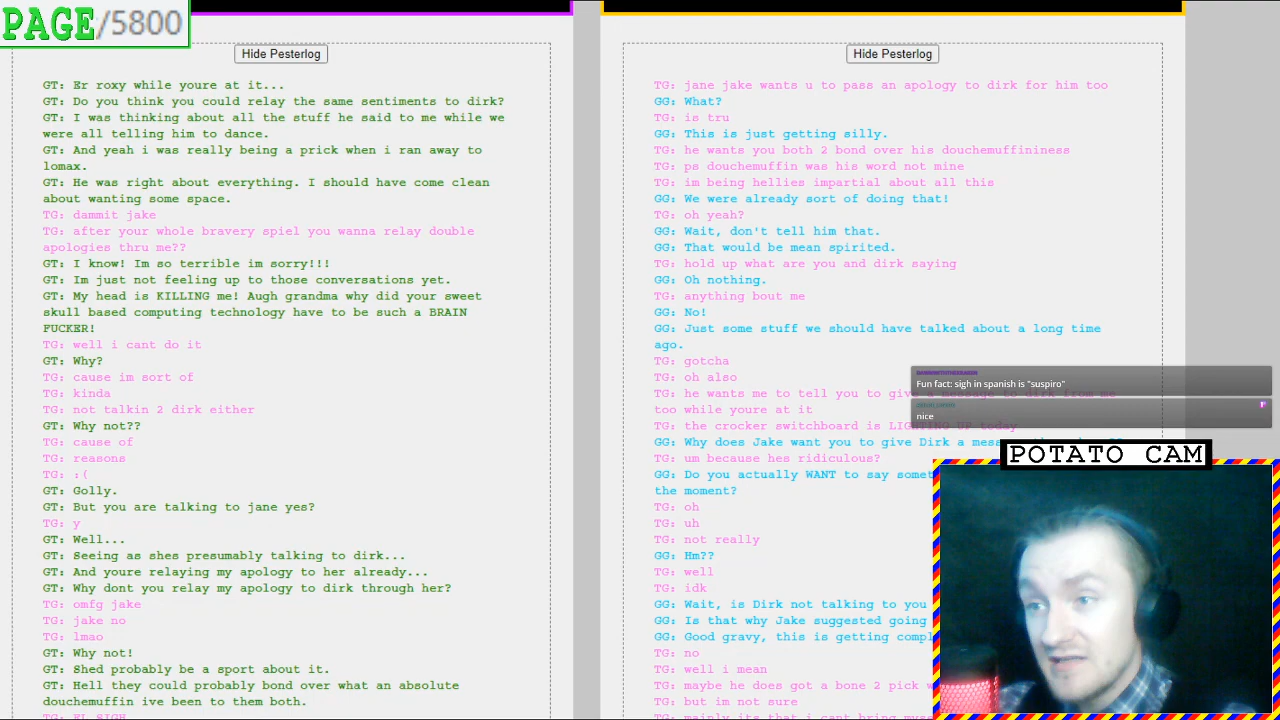 PAGE/5800
Hide Pesterlog
GT: Er roxy while youre at it...
GT: Do you think you could relay the same sentiments to dirk?
GT: I was thinking about all the stuff he said to me while we
were all telling him to dance.
GT: And yeah i was really being a prick when i ran away to
lomax.
GT: He was right about everything. I should have come clean
about wanting some space.
TG: dammit jake
TG: after your whole bravery spiel you wanna relay double
apologies thru me??
GT: I know! Im so terrible im sorry!!!
GT: Im just not feeling up to those conversations yet.
GT: My head is KILLING me! Augh grandma why did your sweet
skull based computing technology have to be such a BRAIN
FUCKER!
TG: well i cant do it
GT: Why?
TG: cause im sort of
TG: kinda
TG: not talkin 2 dirk either
GT: Why not??
TG: cause of
TG: reasons
TG: :(
GT: Golly.
GT: But you are talking to jane yes?
TG: y
GT: Well...
GT: Seeing as shes presumably talking to dirk...
GT: And youre relaying my apology to her already...
GT: Why dont you relay my apology to dirk through her?
TG: omfg jake
TG: jake no
TG: lmao
GT: Why not!
GT: Shed probably be a sport about it.
GT: Hell they could probably bond over what an absolute
douchemuffin ive been to them both.
TG: EL SIGH
Hide Pesterlog
TG: jane jake wants u to pass an apology to dirk for him too
GG: What?
TG: is tru
GG: This is just getting silly.
TG: he wants you both 2 bond over his douchemuffininess
TG: ps douchemuffin was his word not mine
TG: im being hellies impartial about all this
GG: We were already sort of doing that!
TG: oh yeah?
GG: Wait, don't tell him that.
GG: That would be mean spirited.
TG: hold up what are you and dirk saying
GG: Oh nothing.
TG: anything bout me
GG: No!
GG: Just some stuff we should have talked about a long time
ago.
TG: gotcha
TG: oh also
TG: he wants me to tell you to give a message to dirk from me
too while youre at it
TG: the crocker switchboard is LIGHTING UP today
GG: Why does Jake want you to give Dirk a
TG: um because hes ridiculous?
GG: Do you actually WANT to say
the moment?
TG: oh
TG: uh
TG: not really
GG: Hm??
TG: well
TG: idk
GG: Wait, is Dirk not talking to you
GG: Is that why Jake suggested going
GG: Good gravy, this is getting
TG: no
TG: well i mean
TG: maybe he does got a bone 2 pick
TG: but im not sure
TG: mainly its that i cant bring
Fun fact: sigh in spanish is "suspiro"
nice
POTATO CAM